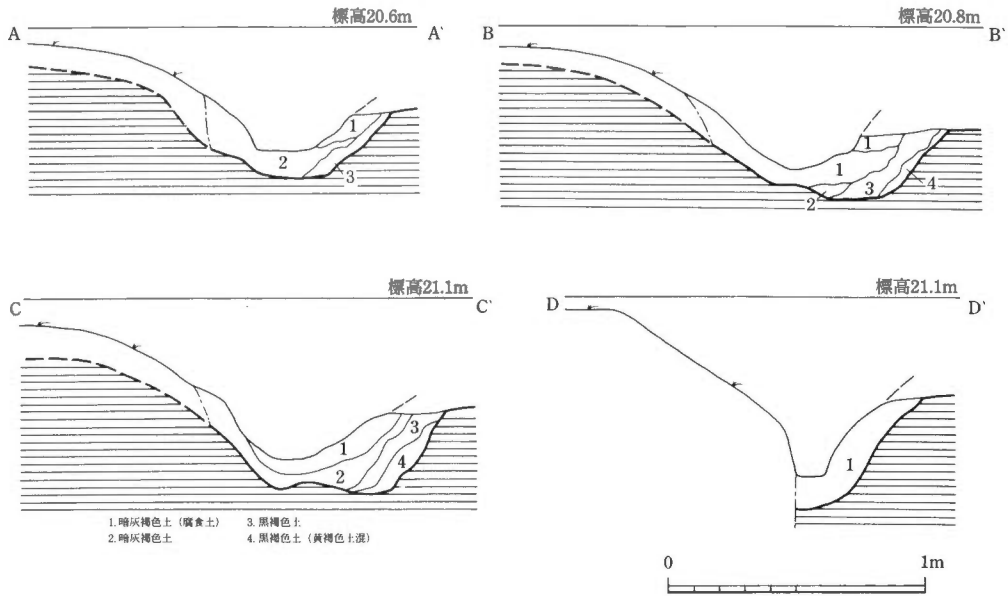 標高20.6m
A A`
1
2
3
標高20.8m
B B`
1
1
2 3 4
標高21.1m
C C`
1 3
2 4
標高21.1m
D D`
1
1.暗灰褐色土（腐食土） 3.黒褐色土
2.暗灰褐色土 4.黒褐色土（黄褐色土混）
0 1m